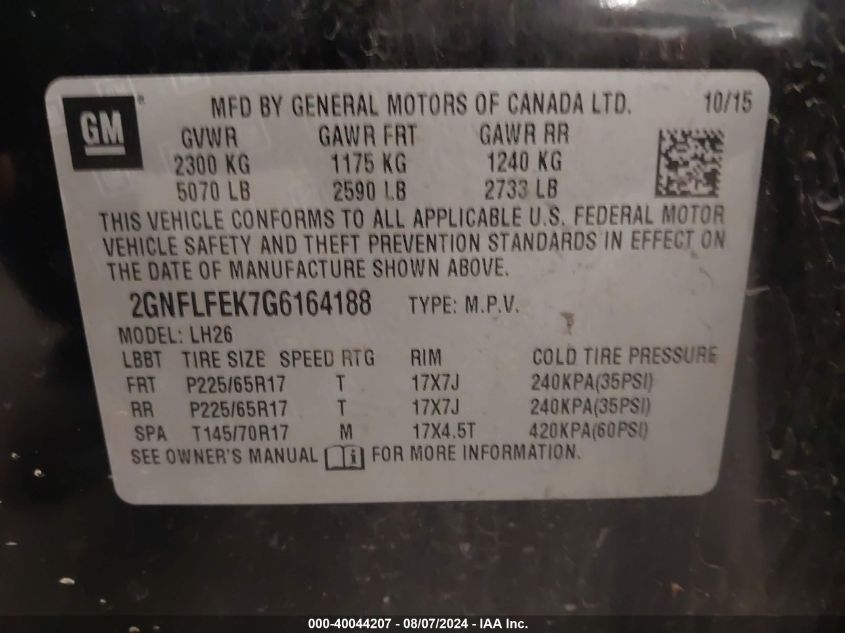 GM®
MFD BY GENERAL MOTORS OF CANADA LTD. 10/15
GVWR GAWR FRT GAWR RR
2300 KG 1175 KG 1240 KG
5070 LB 2590 LB 2733 LB
THIS VEHICLE CONFORMS TO ALL APPLICABLE U.S. FEDERAL MOTOR
VEHICLE SAFETY AND THEFT PREVENTION STANDARDS IN EFFECT ON
THE DATE OF MANUFACTURE SHOWN ABOVE.
2GNFLFEK7G6164188 TYPE: M.P.V.
MODEL: LH26
LBBT TIRE SIZE SPEED RTG RIM COLD TIRE PRESSURE
FRT P225/65R17 T 17X7J 240KPA(35PSI)
RR P225/65R17 T 17X7J 240KPA(35PSI)
SPA T145/70R17 M 17X4.5T 420KPA(60PSI)
SEE OWNER'S MANUAL FOR MORE INFORMATION.
000-40044207 - 08/07/2024 - IAA Inc.